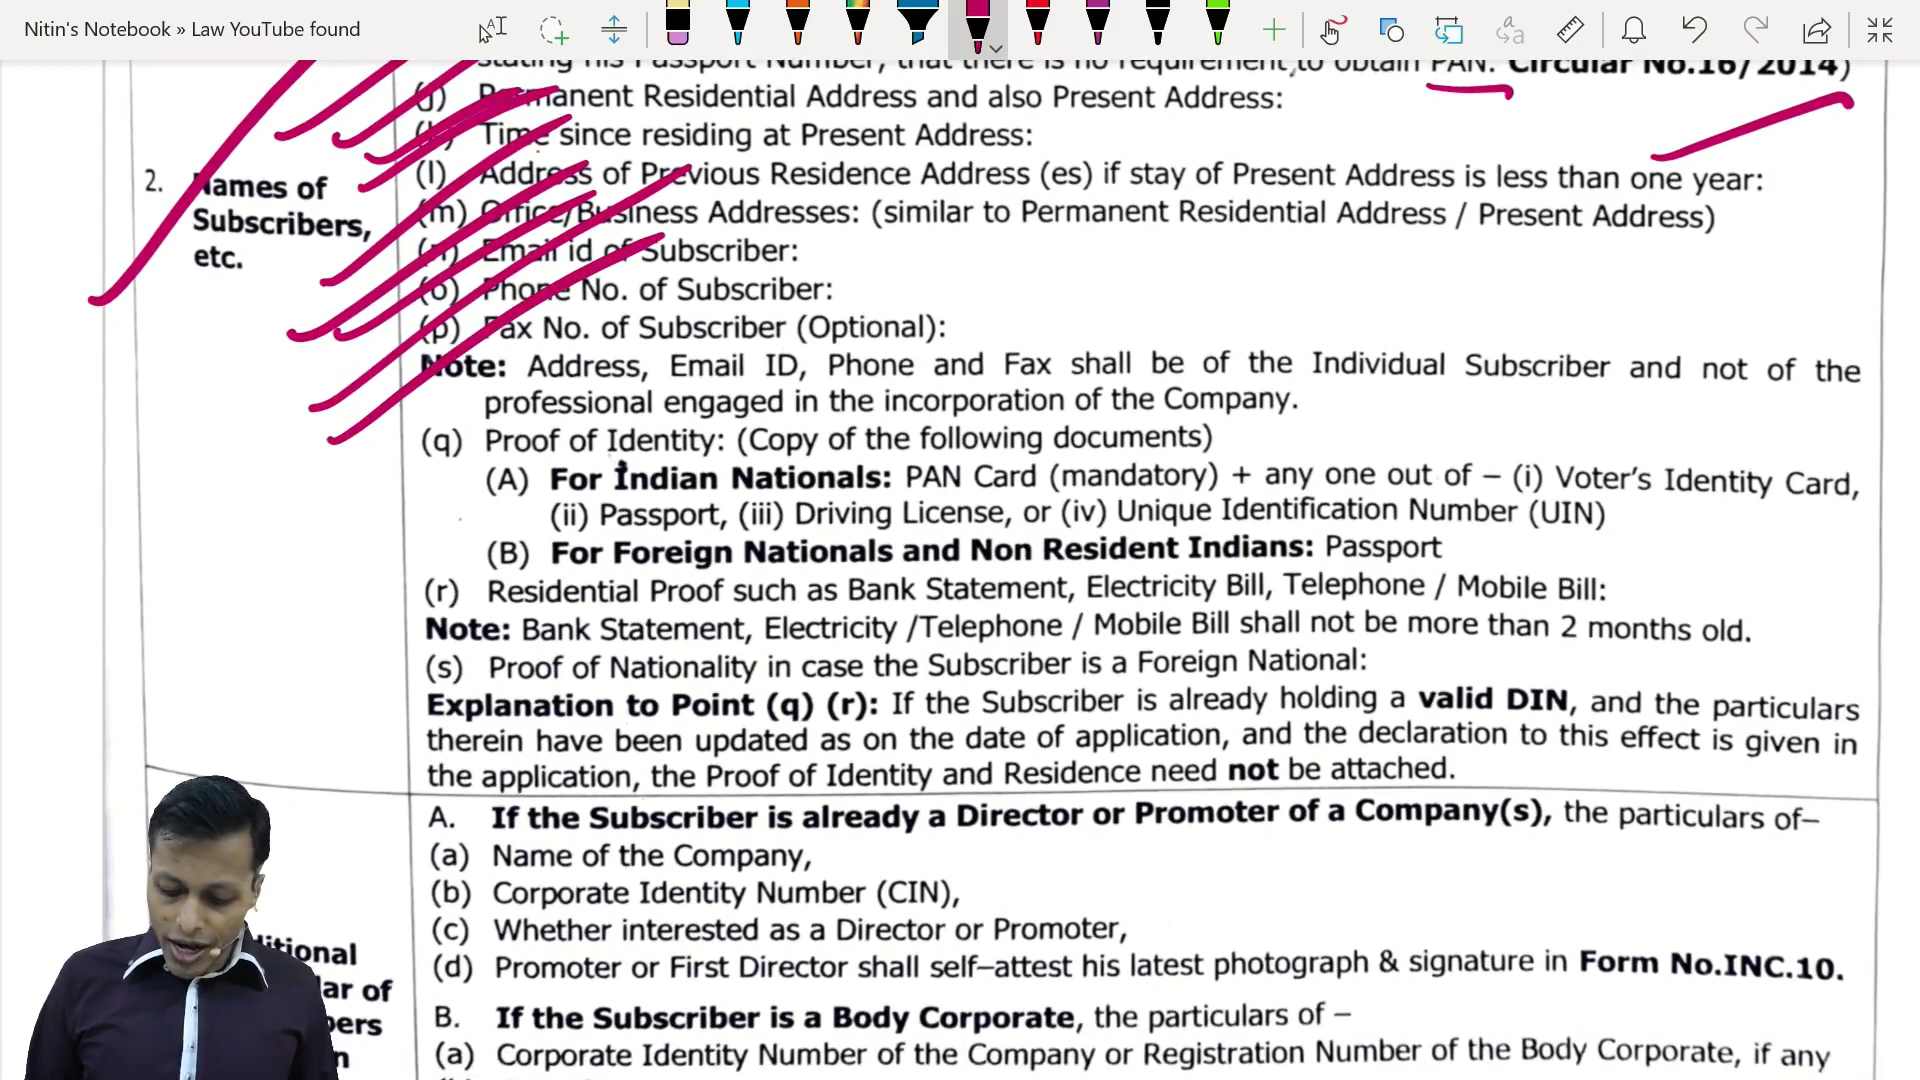 Nitin's Notebook » Law YouTube found
stating his Passport Number, that there is no requirement to obtain PAN. Circular No.16/2014)
(j) Permanent Residential Address and also Present Address:
(k) Time since residing at Present Address:
(l) Address of Previous Residence Address (es) if stay of Present Address is less than one year:
2. Names of Subscribers, etc.
(m) Office/Business Addresses: (similar to Permanent Residential Address / Present Address)
(n) Email id of Subscriber:
(o) Phone No. of Subscriber:
(p) Fax No. of Subscriber (Optional):
Note: Address, Email ID, Phone and Fax shall be of the Individual Subscriber and not of the
professional engaged in the incorporation of the Company.
(q) Proof of Identity: (Copy of the following documents)
(A) For Indian Nationals: PAN Card (mandatory) + any one out of – (i) Voter's Identity Card,
(ii) Passport, (iii) Driving License, or (iv) Unique Identification Number (UIN)
(B) For Foreign Nationals and Non Resident Indians: Passport
(r) Residential Proof such as Bank Statement, Electricity Bill, Telephone / Mobile Bill:
Note: Bank Statement, Electricity /Telephone / Mobile Bill shall not be more than 2 months old.
(s) Proof of Nationality in case the Subscriber is a Foreign National:
Explanation to Point (q) (r): If the Subscriber is already holding a valid DIN, and the particulars
therein have been updated as on the date of application, and the declaration to this effect is given in
the application, the Proof of Identity and Residence need not be attached.
A. If the Subscriber is already a Director or Promoter of a Company(s), the particulars of–
(a) Name of the Company,
(b) Corporate Identity Number (CIN),
(c) Whether interested as a Director or Promoter,
(d) Promoter or First Director shall self–attest his latest photograph & signature in Form No.INC.10.
B. If the Subscriber is a Body Corporate, the particulars of –
(a) Corporate Identity Number of the Company or Registration Number of the Body Corporate, if any